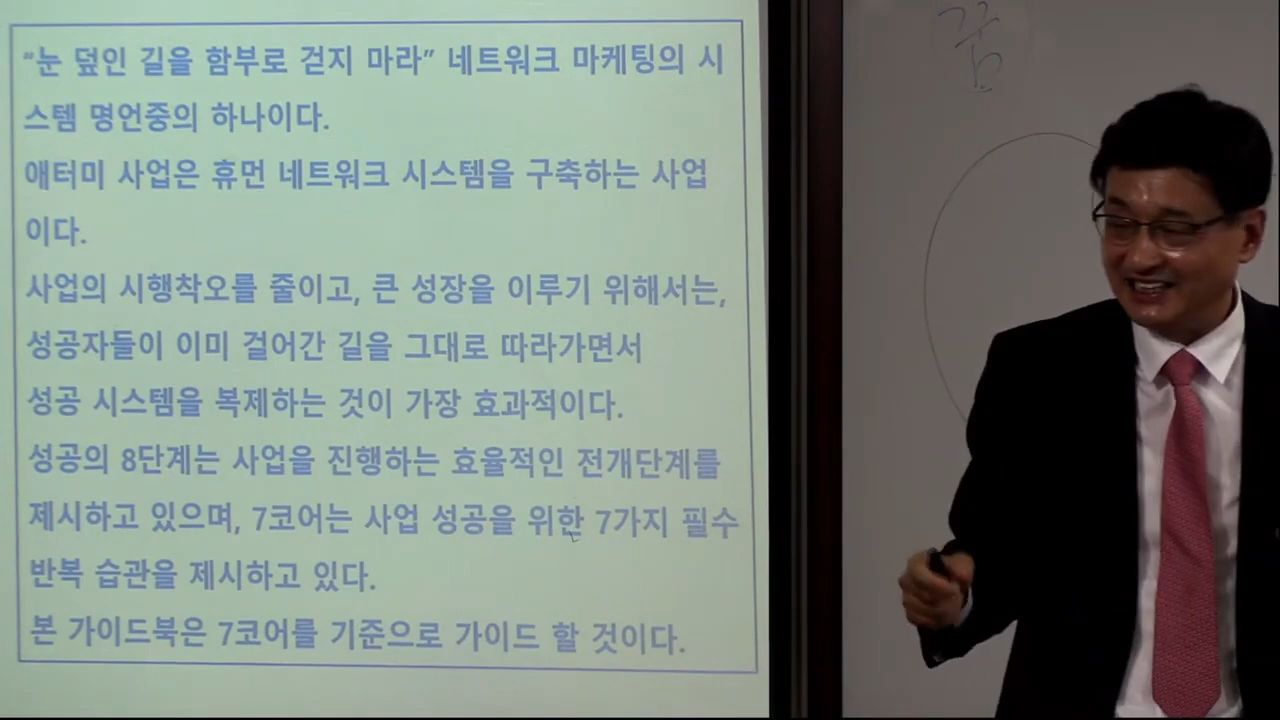 꿈
“눈 덮인 길을 함부로 걷지 마라” 네트워크 마케팅의 시
스템 명언중의 하나이다.
애터미 사업은 휴먼 네트워크 시스템을 구축하는 사업
이다.
사업의 시행착오를 줄이고, 큰 성장을 이루기 위해서는,
성공자들이 이미 걸어간 길을 그대로 따라가면서
성공 시스템을 복제하는 것이 가장 효과적이다.
성공의 8단계는 사업을 진행하는 효율적인 전개단계를
제시하고 있으며, 7코어는 사업 성공을 위한 7가지 필수
반복 습관을 제시하고 있다.
본 가이드북은 7코어를 기준으로 가이드 할 것이다.